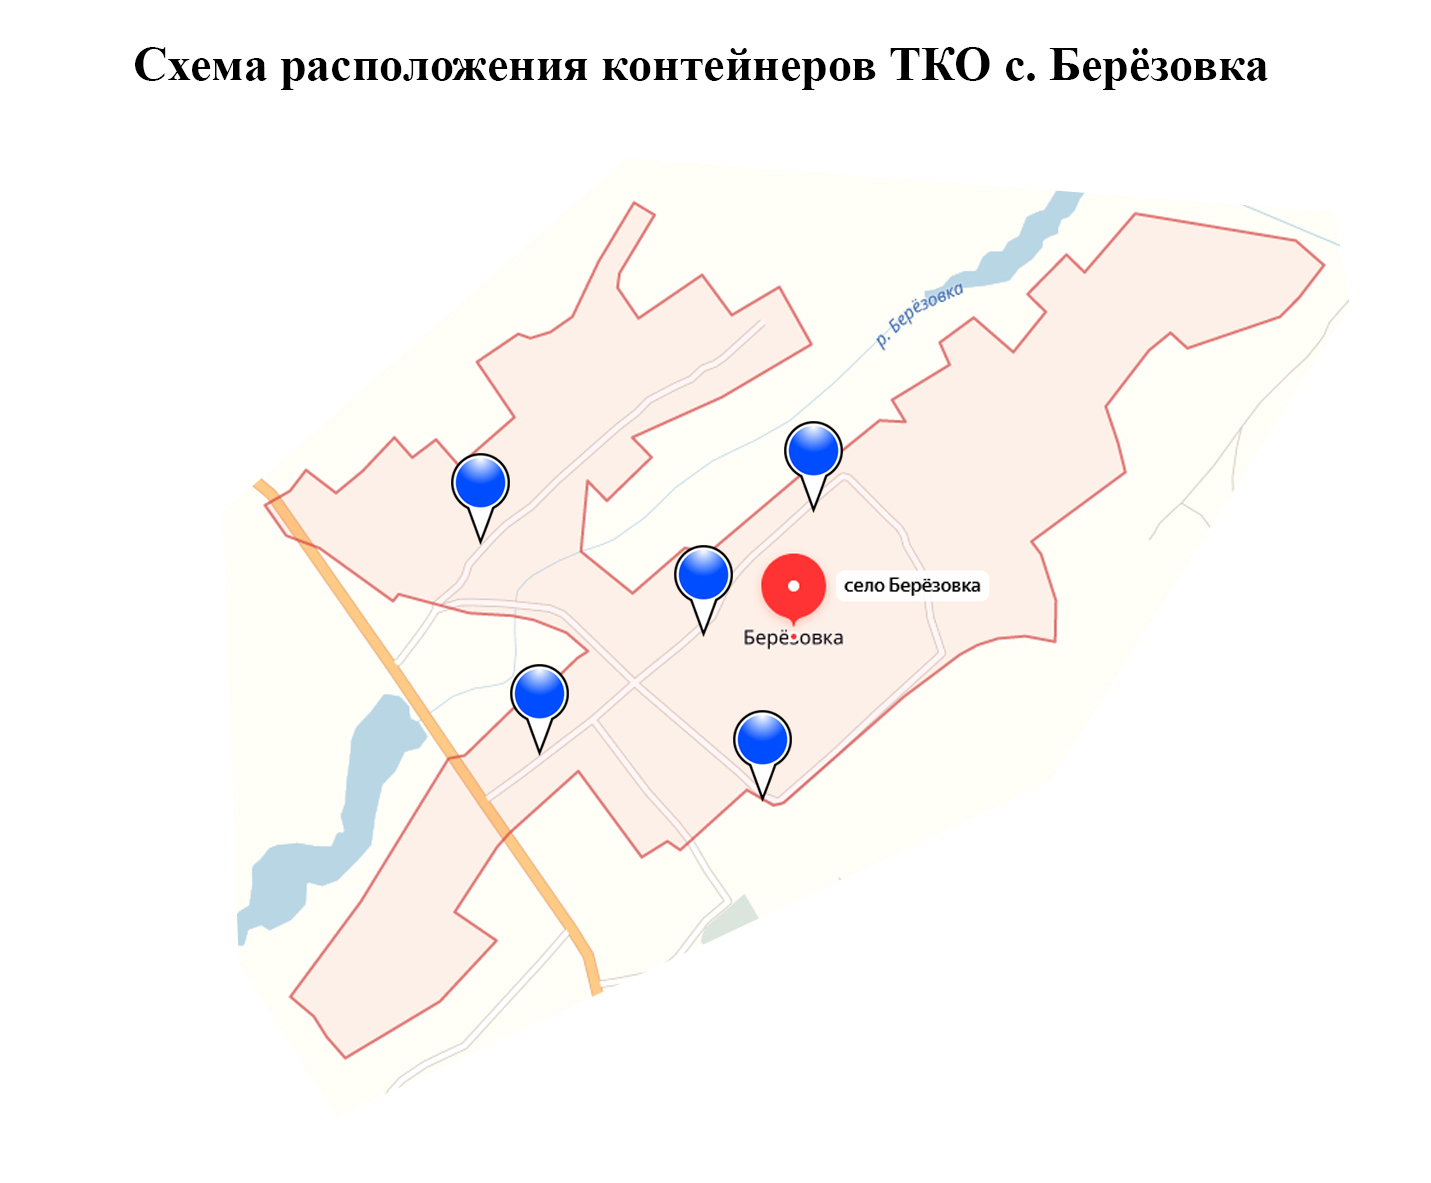 Схема расположения контейнеров ТКО с. Берёзовка
р. Берёзовка
село Берёзовка
Берёзовка